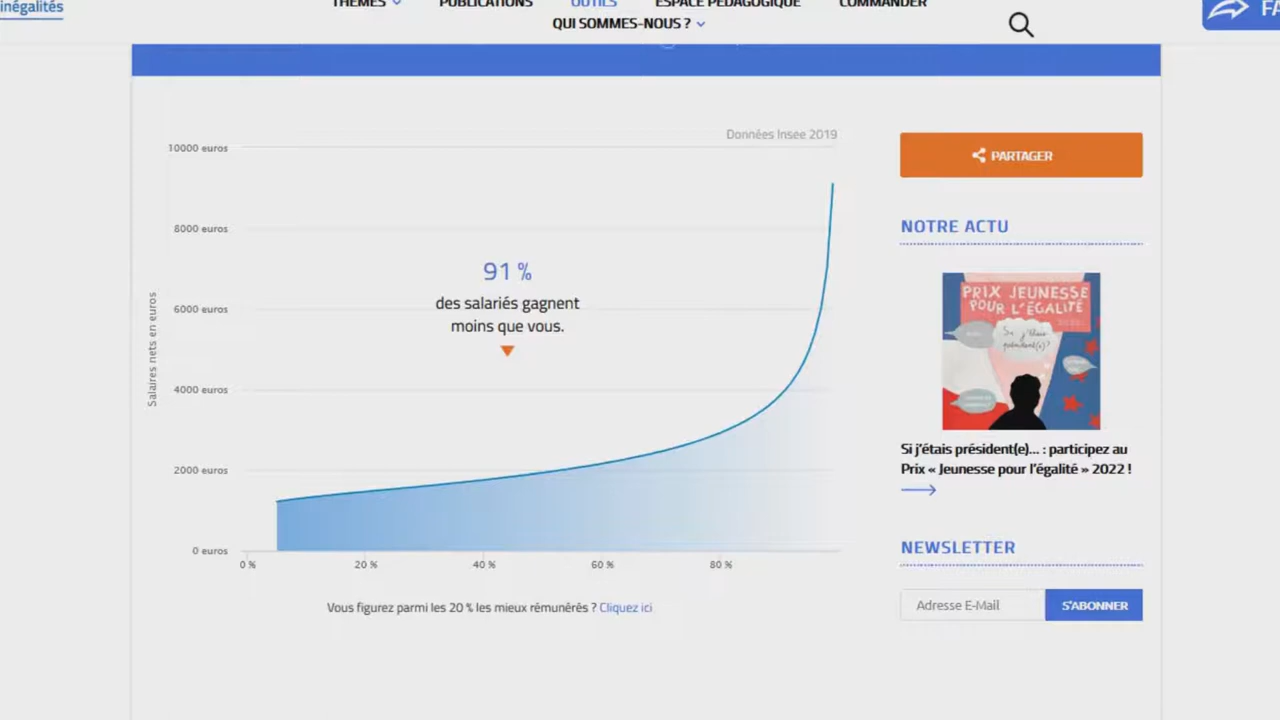 inégalités
THÈMES
PUBLICATIONS
OUTILS
ESPACE PÉDAGOGIQUE
COMMANDER
QUI SOMMES-NOUS ?
Données Insee 2019
10000 euros
8000 euros
6000 euros
4000 euros
2000 euros
0 euros
Salaires nets en euros
91 %
des salariés gagnent
moins que vous.
0 %
20 %
40 %
60 %
80 %
Vous figurez parmi les 20 % les mieux rémunérés ? Cliquez ici
PARTAGER
NOTRE ACTU
PRIX JEUNESSE
POUR L'ÉGALITÉ
Si j'étais
président(e)?
Si j'étais président(e)... : participez au
Prix « Jeunesse pour l'égalité » 2022 !
NEWSLETTER
Adresse E-Mail
S'ABONNER